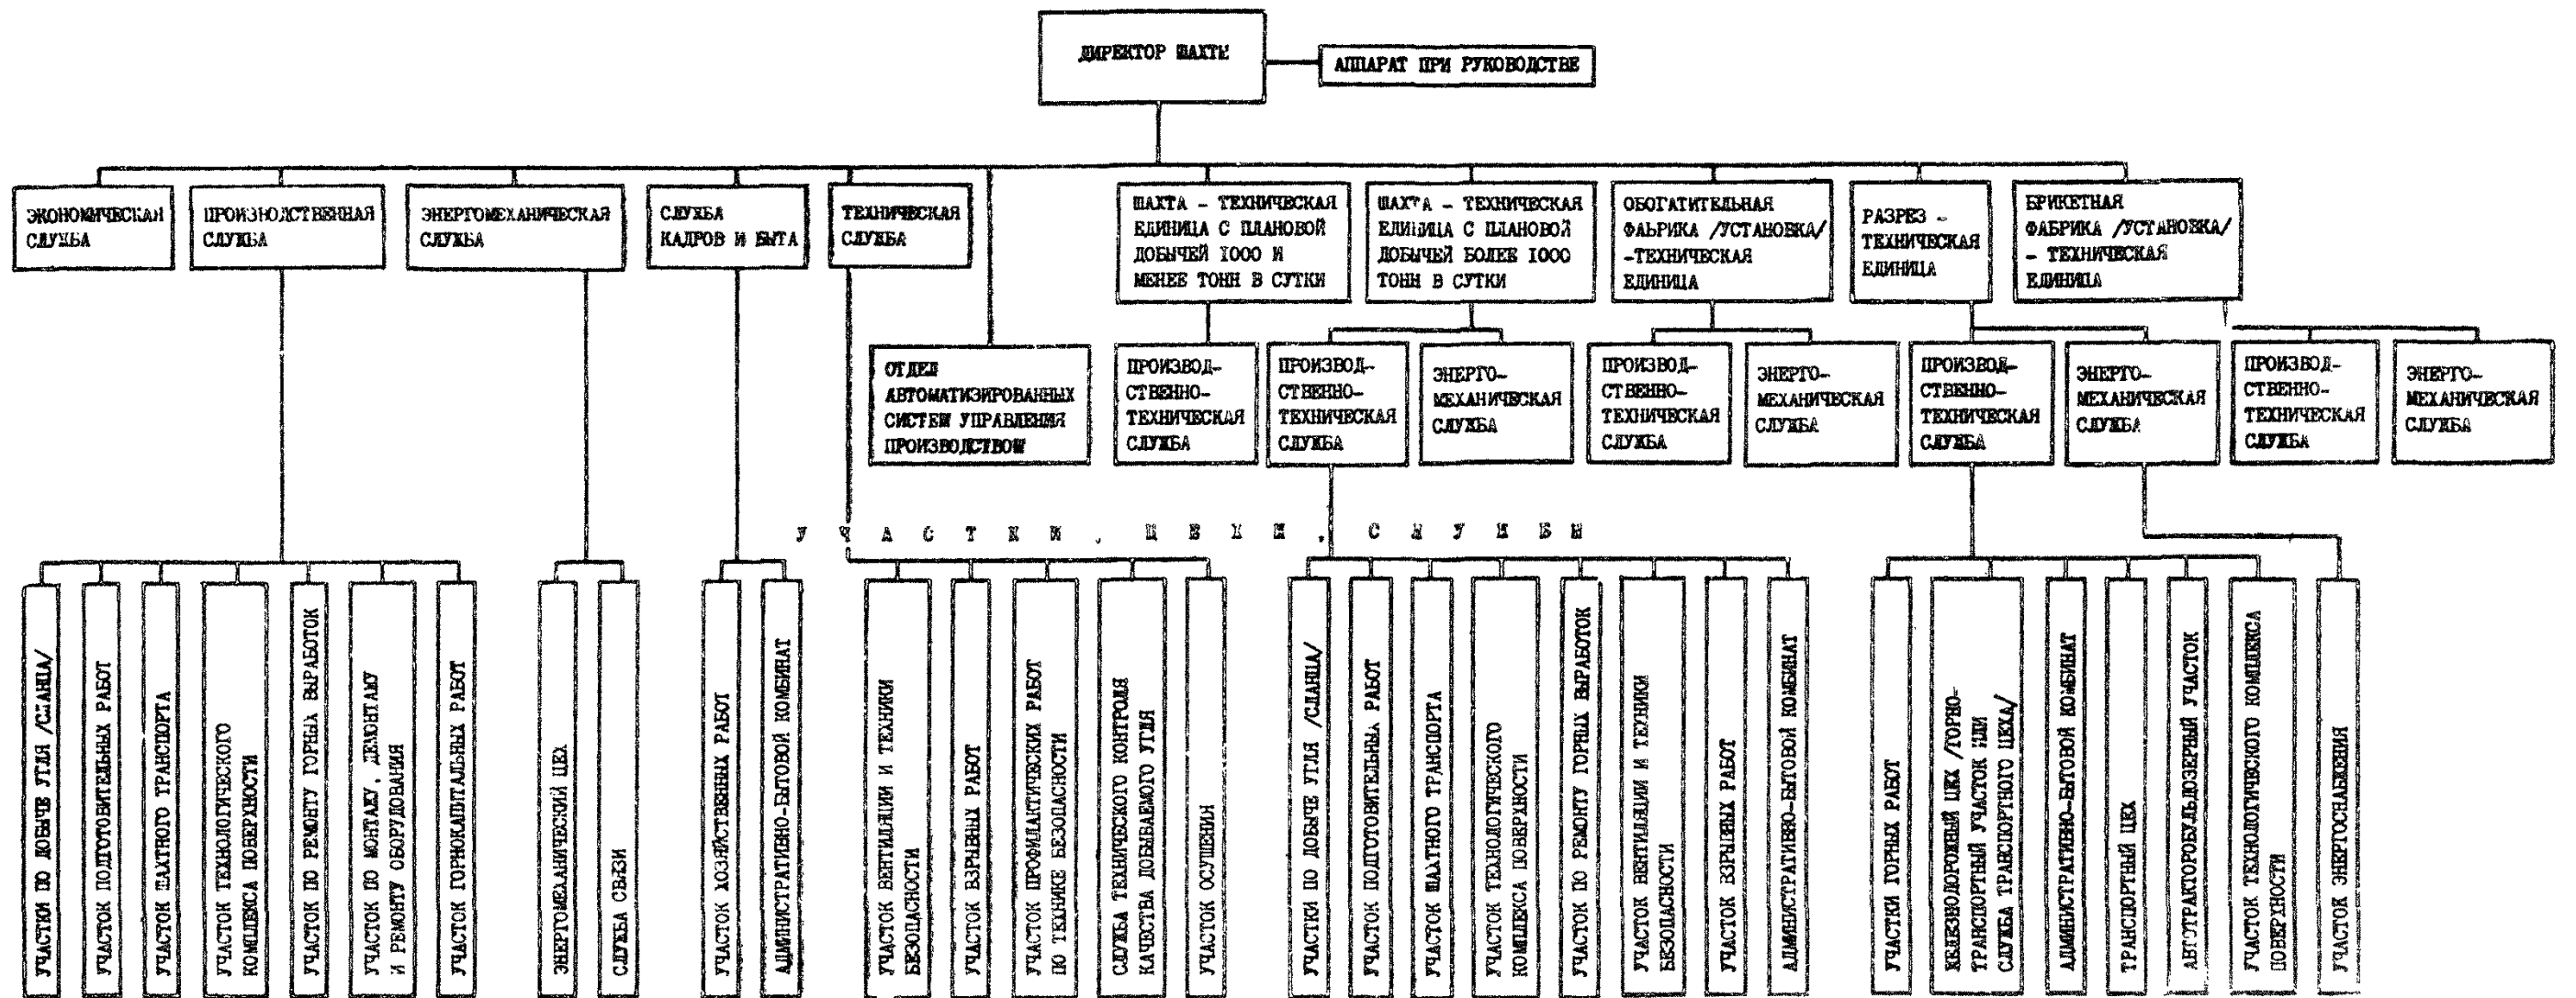 ДИРЕКТОР ШАХТЫ
АППАРАТ ПРИ РУКОВОДСТВЕ
ЭКОНОМИЧЕСКАЯ
СЛУЖБА
ПРОИЗВОДСТВЕННАЯ
СЛУЖБА
ЭНЕРГОМЕХАНИЧЕСКАЯ
СЛУЖБА
СЛУЖБА
КАДРОВ И БЫТА
ТЕХНИЧЕСКАЯ
СЛУЖБА
ШАХТА - ТЕХНИЧЕСКАЯ
ЕДИНИЦА С ПЛАНОВОЙ
ДОБЫЧЕЙ 1000 И
МЕНЕЕ ТОНН В СУТКИ
ШАХТА - ТЕХНИЧЕСКАЯ
ЕДИНИЦА С ПЛАНОВОЙ
ДОБЫЧЕЙ БОЛЕЕ 1000
ТОНН В СУТКИ
ОБОГАТИТЕЛЬНАЯ
ФАБРИКА /УСТАНОВКА/
-ТЕХНИЧЕСКАЯ
ЕДИНИЦА
РАЗРЕЗ -
ТЕХНИЧЕСКАЯ
ЕДИНИЦА
БРИКЕТНАЯ
ФАБРИКА /УСТАНОВКА/
- ТЕХНИЧЕСКАЯ
ЕДИНИЦА
ОТДЕЛ
АВТОМАТИЗИРОВАННЫХ
СИСТЕМ УПРАВЛЕНИЯ
ПРОИЗВОДСТВОМ
ПРОИЗВОД-
СТВЕННО-
ТЕХНИЧЕСКАЯ
СЛУЖБА
ПРОИЗВОД-
СТВЕННО-
ТЕХНИЧЕСКАЯ
СЛУЖБА
ЭНЕРГО-
МЕХАНИЧЕСКАЯ
СЛУЖБА
ПРОИЗВОД-
СТВЕННО-
ТЕХНИЧЕСКАЯ
СЛУЖБА
ЭНЕРГО-
МЕХАНИЧЕСКАЯ
СЛУЖБА
ПРОИЗВОД-
СТВЕННО-
ТЕХНИЧЕСКАЯ
СЛУЖБА
ЭНЕРГО-
МЕХАНИЧЕСКАЯ
СЛУЖБА
ПРОИЗВОД-
СТВЕННО-
ТЕХНИЧЕСКАЯ
СЛУЖБА
ЭНЕРГО-
МЕХАНИЧЕСКАЯ
СЛУЖБА
УЧАСТКИ, ЦЕХИ, СЛУЖБЫ
УЧАСТКИ ПО ДОБЫЧЕ УГЛЯ /СЛАНЦА/
УЧАСТОК ПОДГОТОВИТЕЛЬНЫХ РАБОТ
УЧАСТОК ШАХТНОГО ТРАНСПОРТА
УЧАСТОК ТЕХНОЛОГИЧЕСКОГО
КОМПЛЕКСА ПОВЕРХНОСТИ
УЧАСТОК ПО РЕМОНТУ ГОРНЫХ ВЫРАБОТОК
УЧАСТОК ПО МОНТАЖУ, ДЕМОНТАЖУ
И РЕМОНТУ ОБОРУДОВАНИЯ
УЧАСТОК ГОРНОКАПИТАЛЬНЫХ РАБОТ
ЭНЕРГОМЕХАНИЧЕСКИЙ ЦЕХ
СЛУЖБА СВЯЗИ
УЧАСТОК ХОЗЯЙСТВЕННЫХ РАБОТ
АДМИНИСТРАТИВНО-БЫТОВОЙ КОМБИНАТ
УЧАСТОК ВЕНТИЛЯЦИИ И ТЕХНИКИ
БЕЗОПАСНОСТИ
УЧАСТОК ВЗРЫВНЫХ РАБОТ
УЧАСТОК ПРОФИЛАКТИЧЕСКИХ РАБОТ
ПО ТЕХНИКЕ БЕЗОПАСНОСТИ
СЛУЖБА ТЕХНИЧЕСКОГО КОНТРОЛЯ
КАЧЕСТВА ДОБЫВАЕМОГО УГЛЯ
УЧАСТОК ОСУШЕНИЯ
УЧАСТКИ ПО ДОБЫЧЕ УГЛЯ /СЛАНЦА/
УЧАСТОК ПОДГОТОВИТЕЛЬНЫХ РАБОТ
УЧАСТОК ШАХТНОГО ТРАНСПОРТА
УЧАСТОК ТЕХНОЛОГИЧЕСКОГО
КОМПЛЕКСА ПОВЕРХНОСТИ
УЧАСТОК ПО РЕМОНТУ ГОРНЫХ ВЫРАБОТОК
УЧАСТОК ВЕНТИЛЯЦИИ И ТЕХНИКИ
БЕЗОПАСНОСТИ
УЧАСТОК ВЗРЫВНЫХ РАБОТ
АДМИНИСТРАТИВНО-БЫТОВОЙ КОМБИНАТ
УЧАСТКИ ГОРНЫХ РАБОТ
ЖЕЛЕЗНОДОРОЖНЫЙ ЦЕХ /ГОРНО-
ТРАНСПОРТНЫЙ УЧАСТОК ИЛИ
СЛУЖБА ТРАНСПОРТНОГО ЦЕХА/
АДМИНИСТРАТИВНО-БЫТОВОЙ КОМБИНАТ
ТРАНСПОРТНЫЙ ЦЕХ
АВТОТРАКТОРОБУЛЬДОЗЕРНЫЙ УЧАСТОК
УЧАСТОК ТЕХНОЛОГИЧЕСКОГО КОМПЛЕКСА
ПОВЕРХНОСТИ
УЧАСТОК ЭНЕРГОСНАБЖЕНИЯ